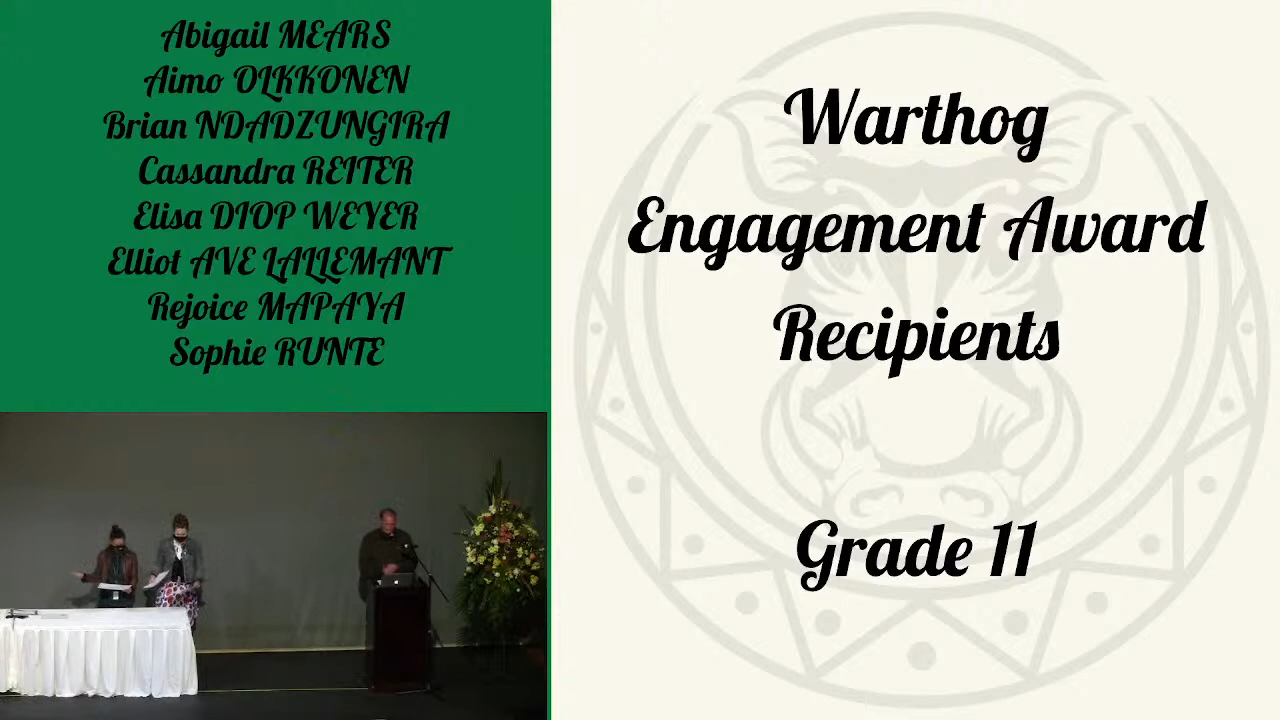 Abigail MEARS
Aimo OLKKONEN
Brian NDADZUNGIRA
Cassandra REITER
Elisa DIOP WEYER
Elliot AVE LALLEMANT
Rejoice MAPAYA
Sophie RUNTE
Warthog
Engagement Award
Recipients
Grade 11